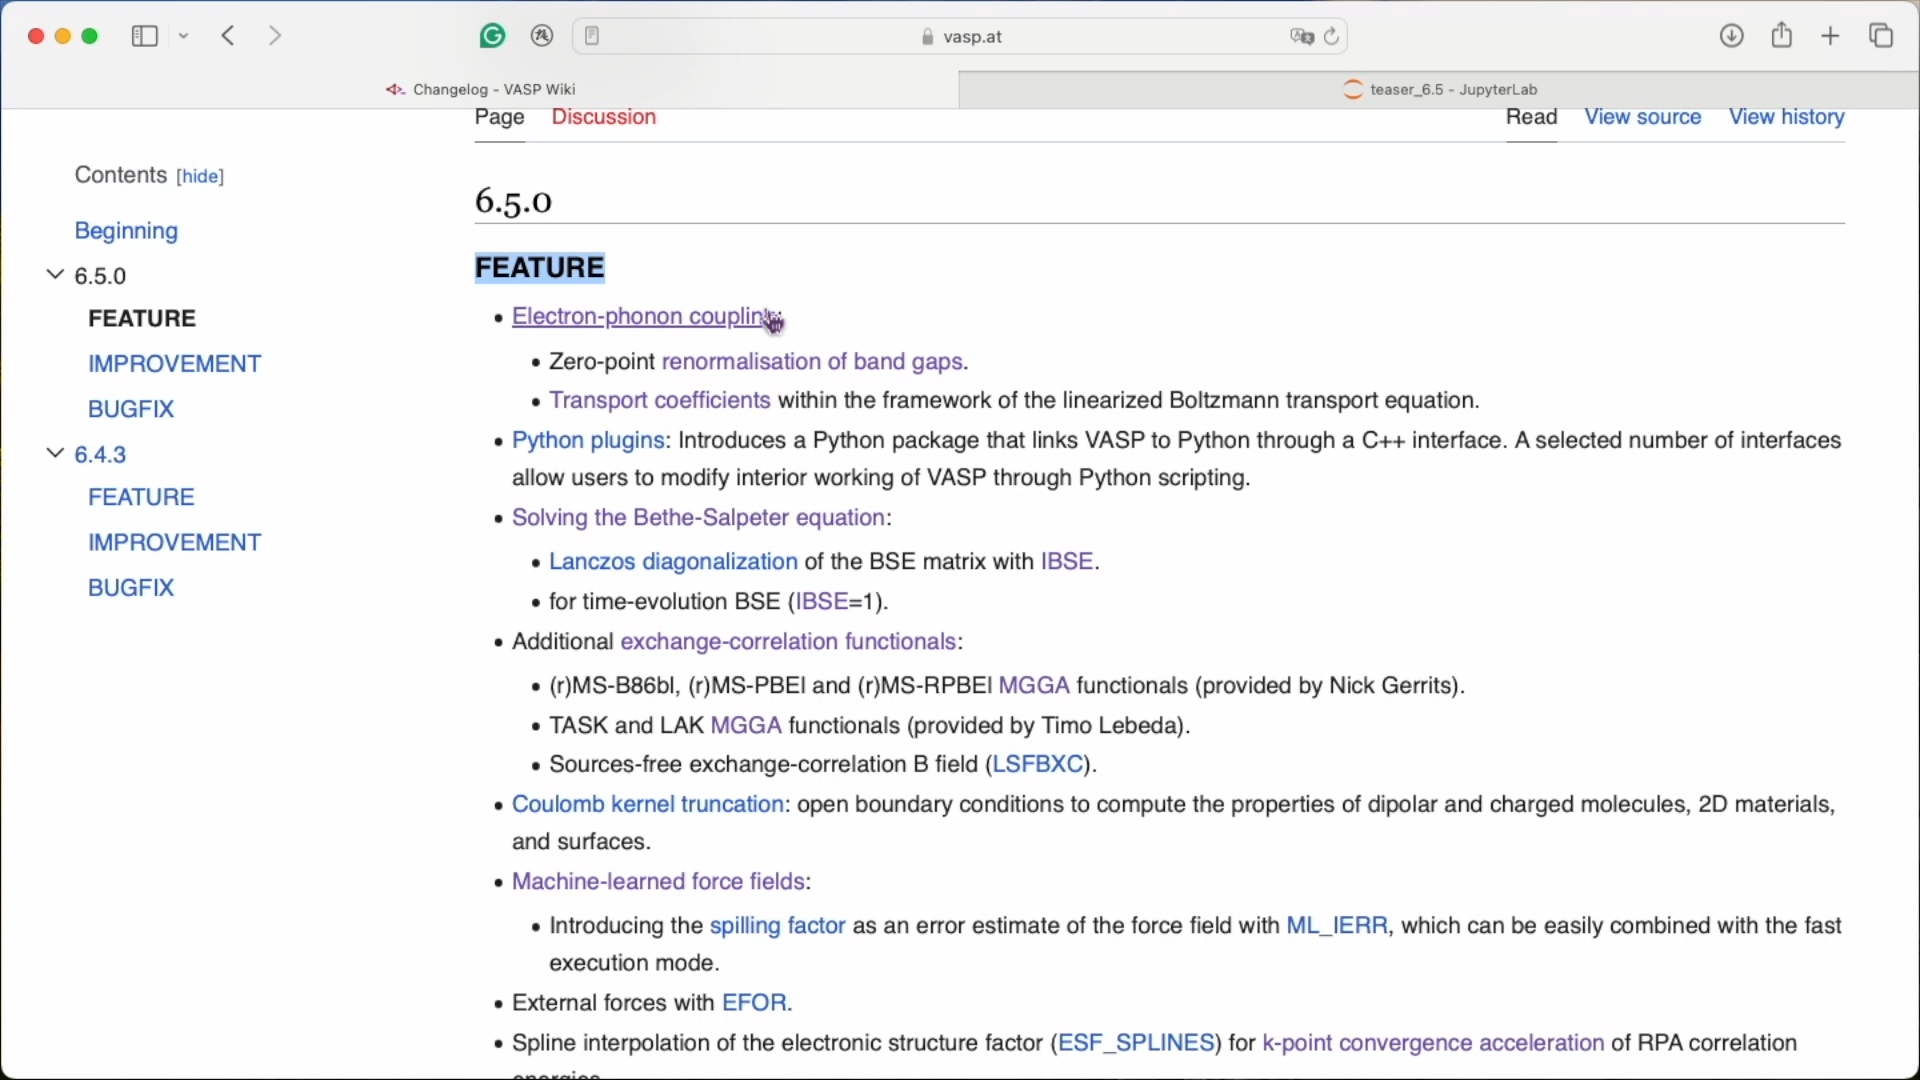 vasp.at
Changelog - VASP Wiki
teaser_6.5 - JupyterLab
Page Discussion
Read View source View history
Contents [hide]
Beginning
6.5.0
FEATURE
IMPROVEMENT
BUGFIX
6.4.3
FEATURE
IMPROVEMENT
BUGFIX
6.5.0
FEATURE
• Electron-phonon coupling:
• Zero-point renormalisation of band gaps.
• Transport coefficients within the framework of the linearized Boltzmann transport equation.
• Python plugins: Introduces a Python package that links VASP to Python through a C++ interface. A selected number of interfaces
allow users to modify interior working of VASP through Python scripting.
• Solving the Bethe-Salpeter equation:
• Lanczos diagonalization of the BSE matrix with IBSE.
• for time-evolution BSE (IBSE=1).
• Additional exchange-correlation functionals:
• (r)MS-B86bl, (r)MS-PBEl and (r)MS-RPBEl MGGA functionals (provided by Nick Gerrits).
• TASK and LAK MGGA functionals (provided by Timo Lebeda).
• Sources-free exchange-correlation B field (LSFBXC).
• Coulomb kernel truncation: open boundary conditions to compute the properties of dipolar and charged molecules, 2D materials,
and surfaces.
• Machine-learned force fields:
• Introducing the spilling factor as an error estimate of the force field with ML_IERR, which can be easily combined with the fast
execution mode.
• External forces with EFOR.
• Spline interpolation of the electronic structure factor (ESF_SPLINES) for k-point convergence acceleration of RPA correlation